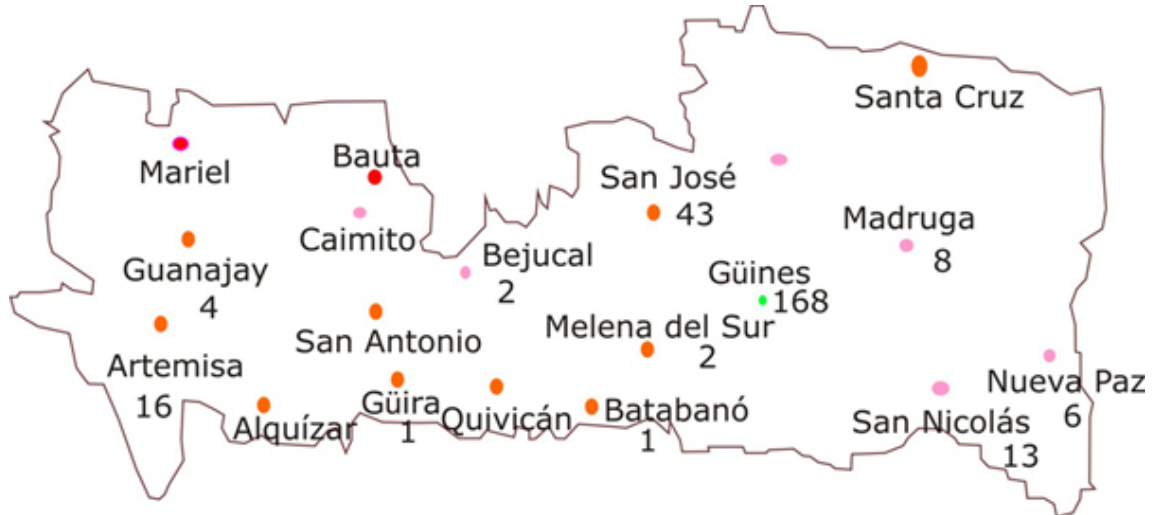 Santa Cruz
Mariel
Bauta
San José
43
Caimito
Madruga
8
Guanajay
4
Bejucal
2
Güines
168
San Antonio
Melena del Sur
2
Artemisa
16
Nueva Paz
6
Alquízar
Güira
1
Quivicán
Batabanó
1
San Nicolás
13